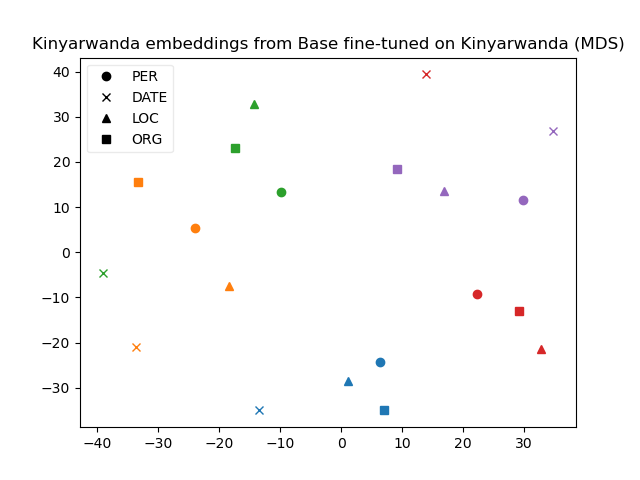 Kinyarwanda embeddings from Base fine-tuned on Kinyarwanda (MDS)
PER
DATE
LOC
ORG
40
30
20
10
0
−10
−20
−30
−40 −30 −20 −10 0 10 20 30